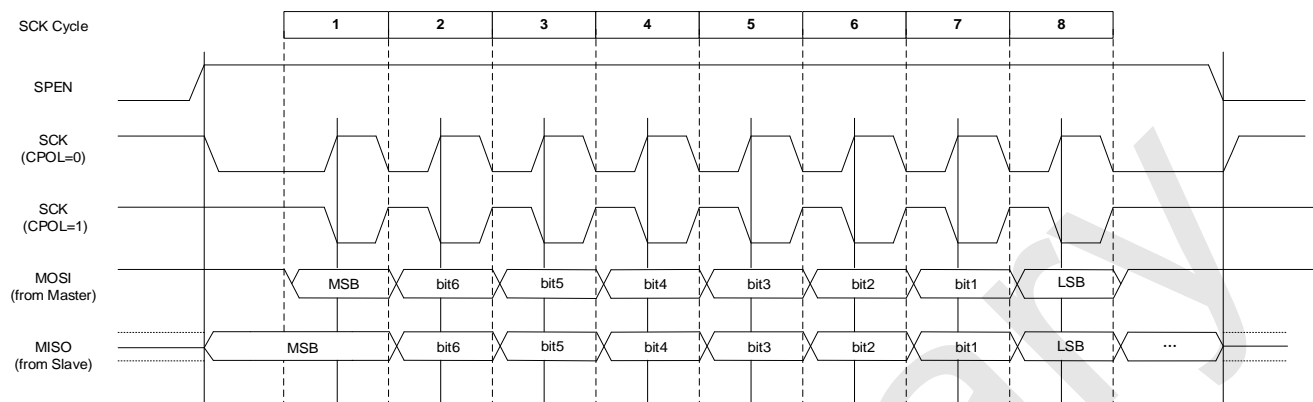 SCK Cycle 1 2 3 4 5 6 7 8
SPEN
SCK
(CPOL=0)
SCK
(CPOL=1)
MOSI
(from Master)
MSB bit6 bit5 bit4 bit3 bit2 bit1 LSB
MISO
(from Slave)
MSB bit6 bit5 bit4 bit3 bit2 bit1 LSB ...
ary